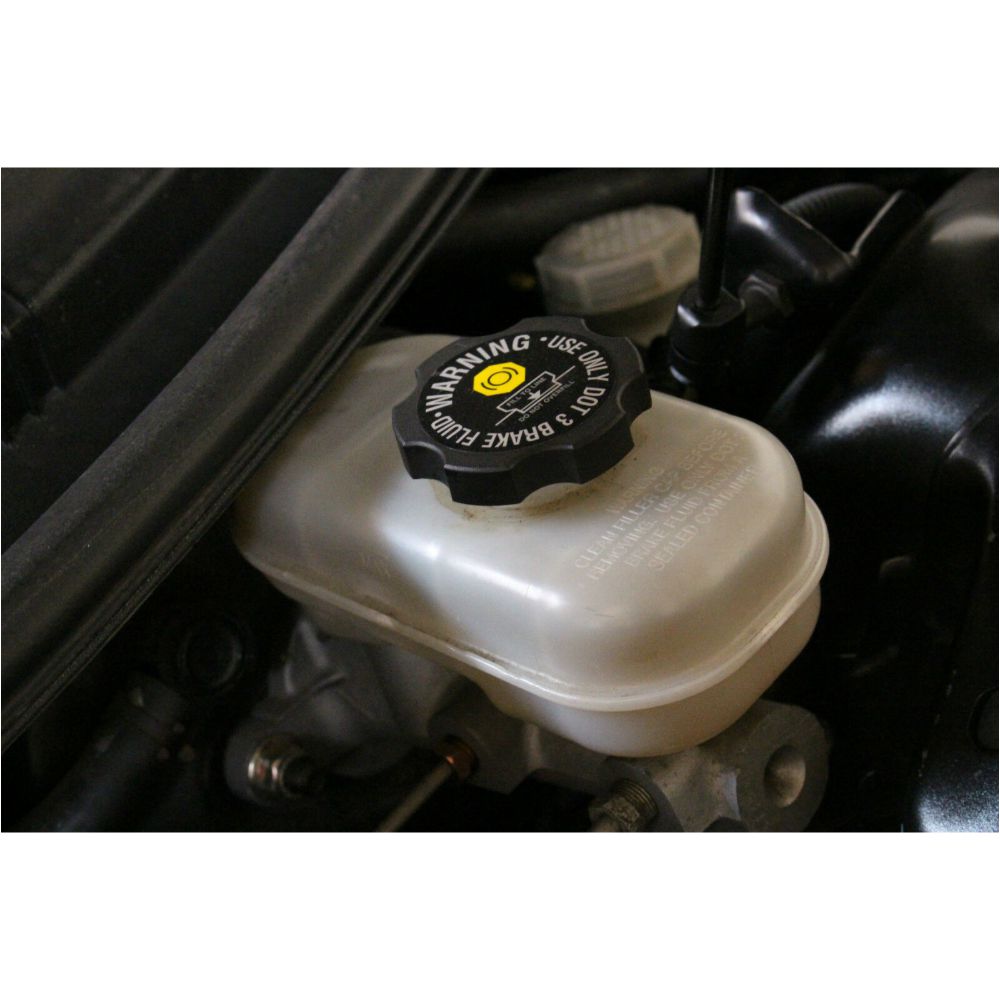 WARNING • USE ONLY DOT 3 BRAKE FLUID •
FILL TO LINE
DO NOT OVERFILL
WARNING
CLEAN FILLER CAP BEFORE
REMOVING. USE ONLY DOT
BRAKE FLUID FROM A
SEALED CONTAINER